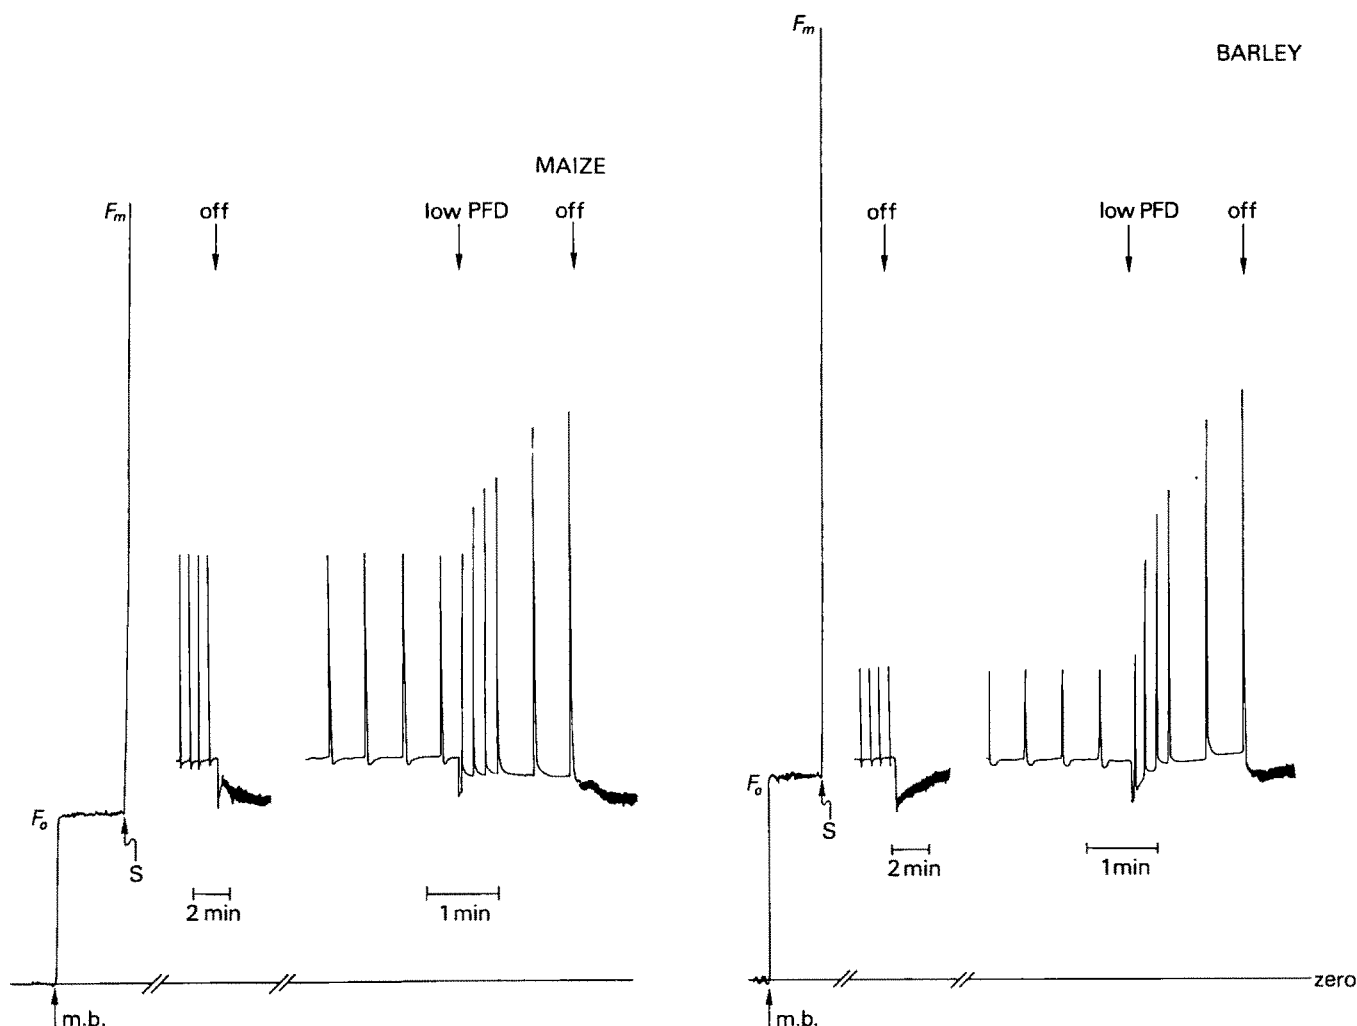 MAIZE
Fm
off
low PFD
off
Fo
S
2 min
1 min
m.b.
Fm
BARLEY
off
low PFD
off
Fo
S
2 min
1 min
zero
m.b.